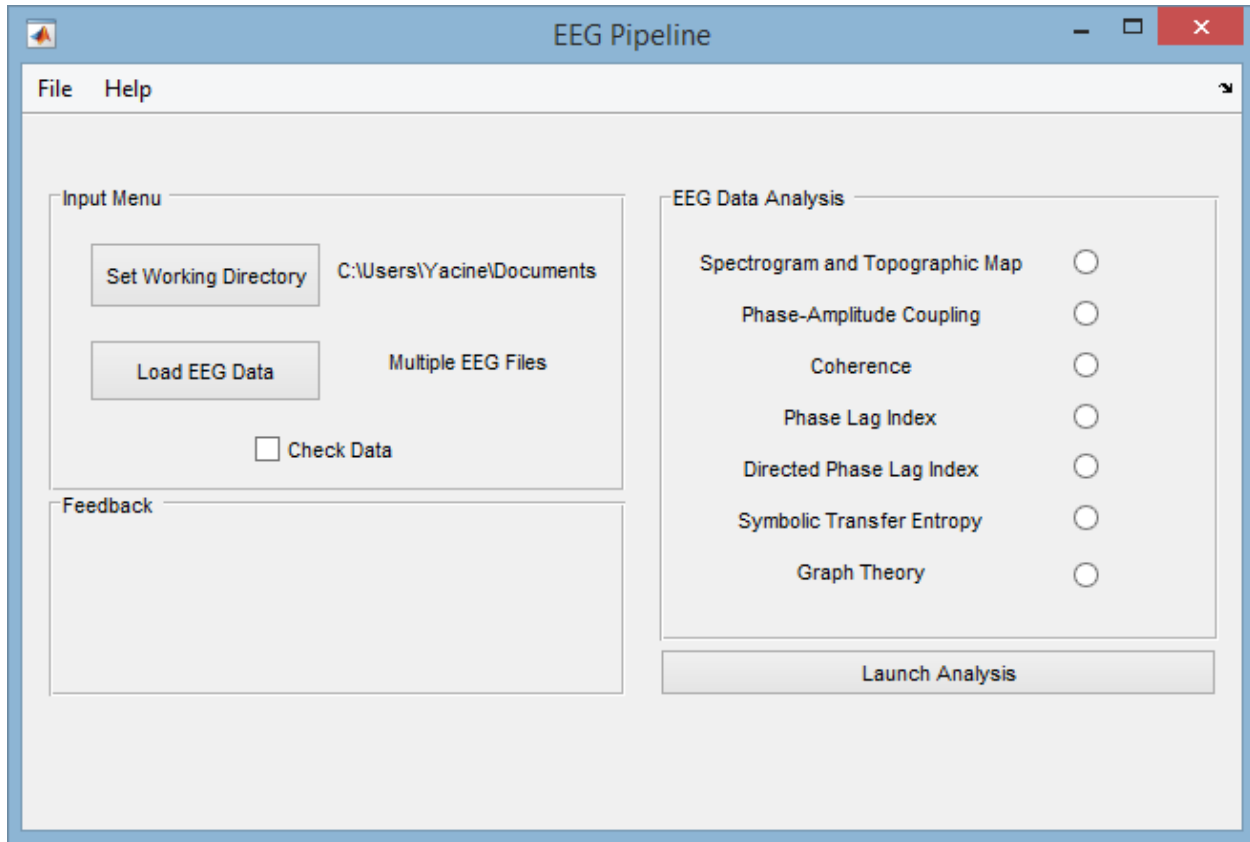 EEG Pipeline
File Help
Input Menu
Set Working Directory C:\Users\Yacine\Documents
Load EEG Data Multiple EEG Files
Check Data
Feedback
EEG Data Analysis
Spectrogram and Topographic Map
Phase-Amplitude Coupling
Coherence
Phase Lag Index
Directed Phase Lag Index
Symbolic Transfer Entropy
Graph Theory
Launch Analysis